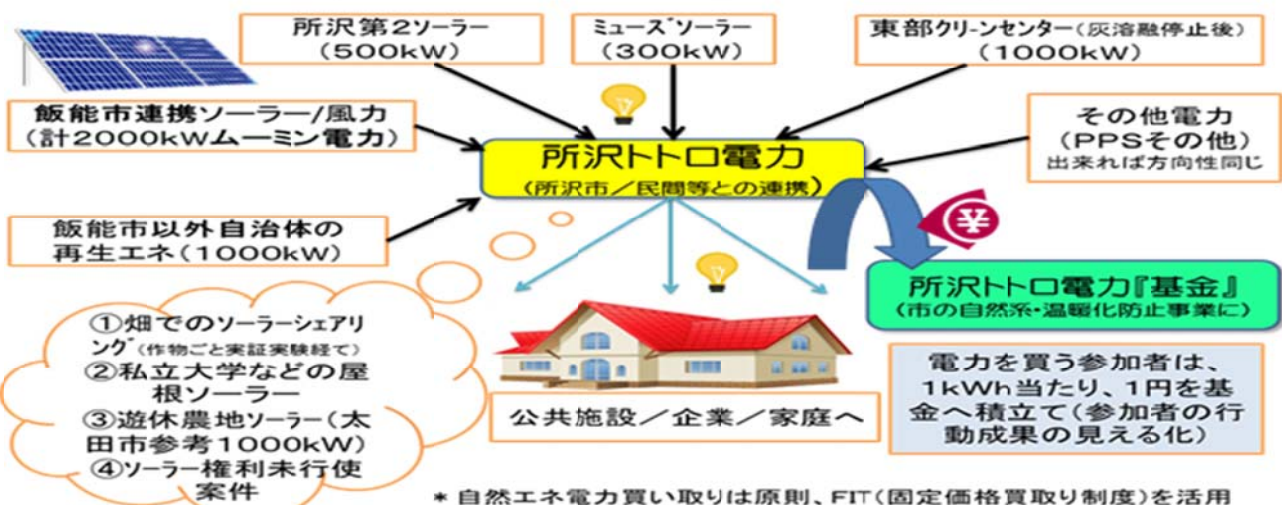 所沢第2ソーラー
(500kW)
ミューズソーラー
(300kW)
東部クリーンセンター(灰溶融停止後)
(1000kW)
飯能市連携ソーラー/風力
(計2000kWムーミン電力)
その他電力
(PPSその他)
出来れば方向性同じ
所沢トトロ電力
(所沢市/民間等との連携)
飯能市以外自治体の
再生エネ(1000kW)
¥
所沢トトロ電力『基金』
(市の自然系・温暖化防止事業に)
①畑でのソーラーシェアリ
ング(作物ごと実証実験経て)
②私立大学などの屋
根ソーラー
③遊休農地ソーラー(太
田市参考1000kW)
④ソーラー権利未行使
案件
公共施設/企業/家庭へ
電力を買う参加者は、
1kWh当たり、1円を基
金へ積立て(参加者の行
動成果の見える化)
*自然エネ電力買い取りは原則、FIT(固定価格買取り制度)を活用